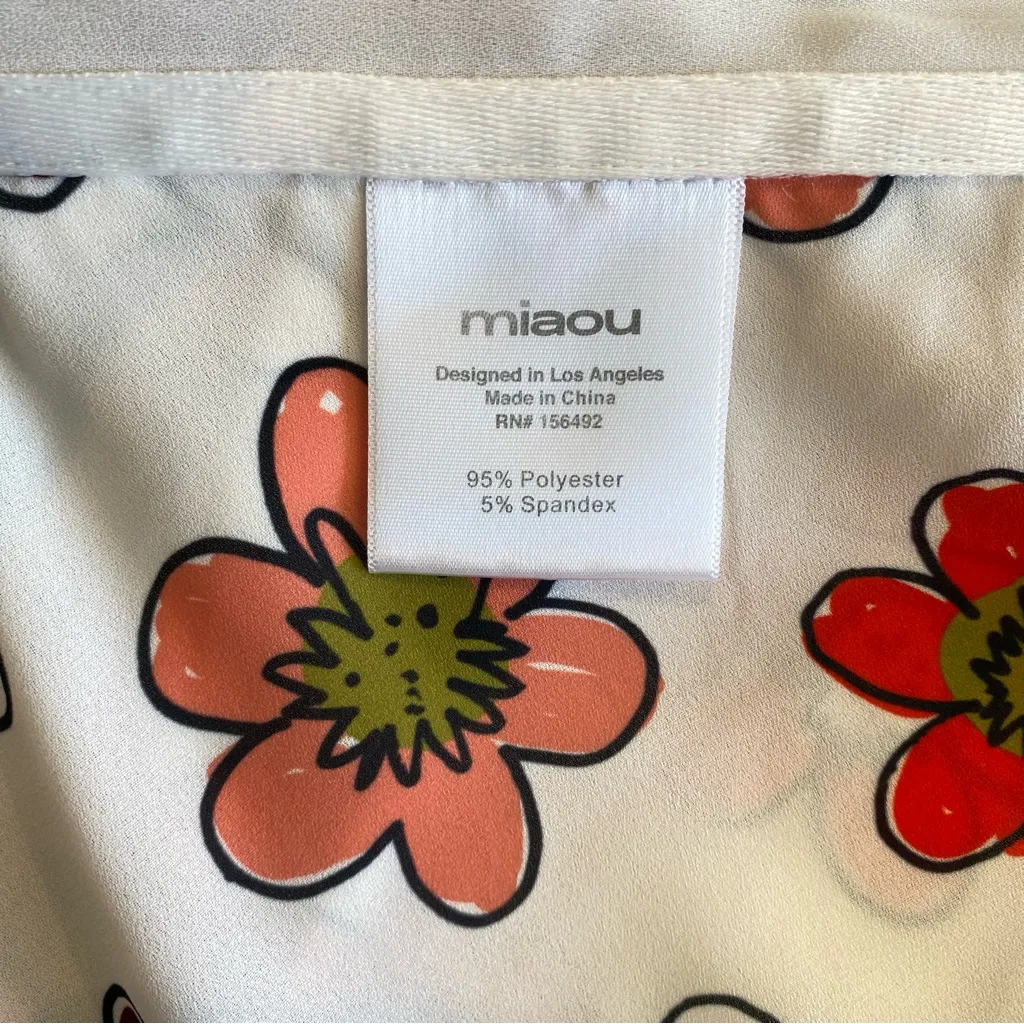 miaou
Designed in Los Angeles
Made in China
RN# 156492
95% Polyester
5% Spandex